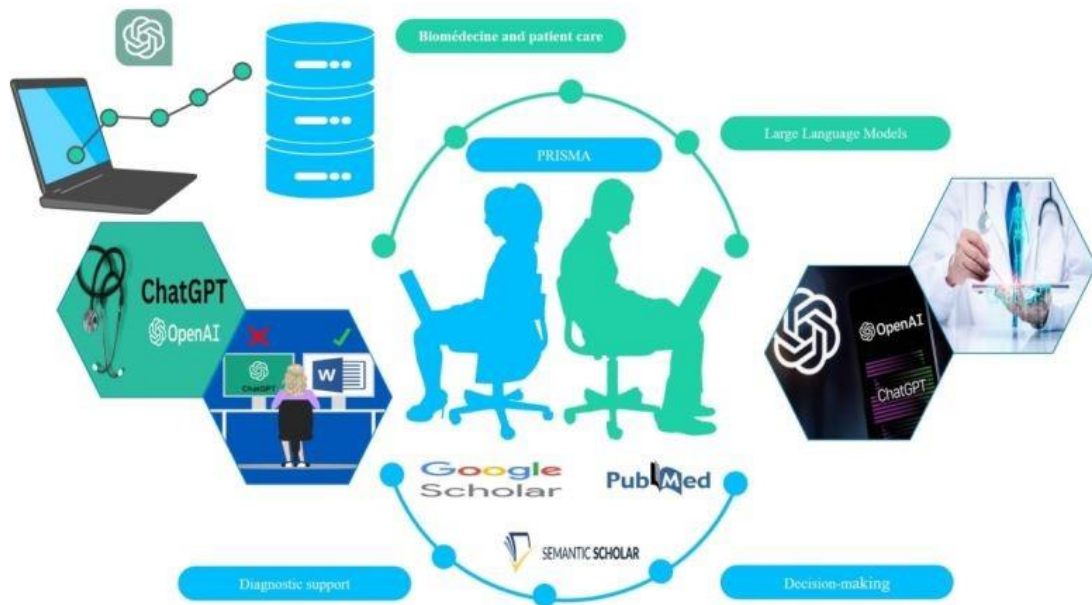 Biomédecine and patient care
Large Language Models
PRISMA
ChatGPT
OpenAI
W
ChatGPT
OpenAI
ChatGPT
Google
Scholar
PubMed
SEMANTIC SCHOLAR
Diagnostic support
Decision-making